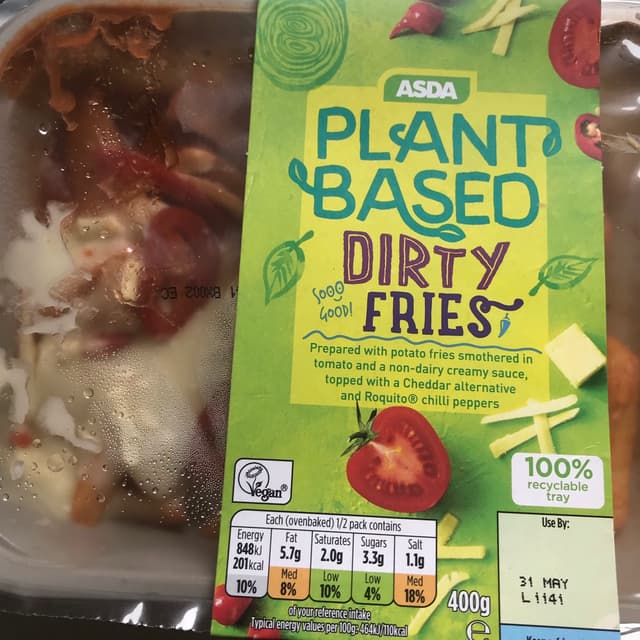 ASDA
PLANT
BASED
DIRTY
SOOO
GOOD!
FRIES
Prepared with potato fries smothered in
tomato and a non-dairy creamy sauce,
topped with a Cheddar alternative
and Roquito® chilli peppers
Vegan®
100%
recyclable
tray
Each (ovenbaked) 1/2 pack contains
Energy Fat Saturates Sugars Salt
848kJ 5.7g 2.0g 3.3g 1.1g
201kcal
Med Low Low Med
10% 8% 10% 4% 18%
of your reference intake
Typical energy values per 100g: 464kJ/110kcal
400g e
Use By:
31 MAY
L1141